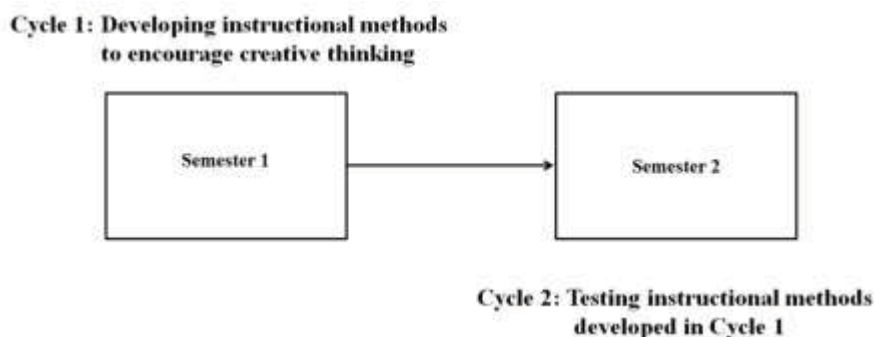 Cycle 1: Developing instructional methods
to encourage creative thinking
Semester 1
Semester 2
Cycle 2: Testing instructional methods
developed in Cycle 1